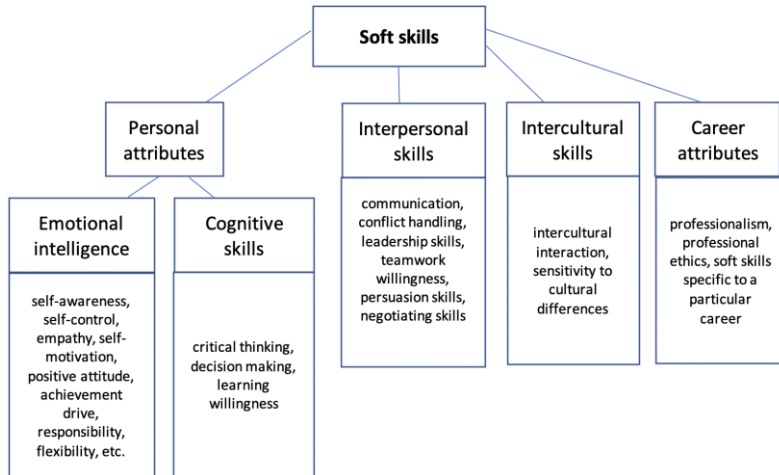 Soft skills
Personal
attributes
Interpersonal
skills
Intercultural
skills
Career
attributes
Emotional
intelligence
Cognitive
skills
communication,
conflict handling,
leadership skills,
teamwork
willingness,
persuasion skills,
negotiating skills
intercultural
interaction,
sensitivity to
cultural
differences
professionalism,
professional
ethics, soft skills
specific to a
particular
career
self-awareness,
self-control,
empathy, self-
motivation,
positive attitude,
achievement
drive,
responsibility,
flexibility, etc.
critical thinking,
decision making,
learning
willingness